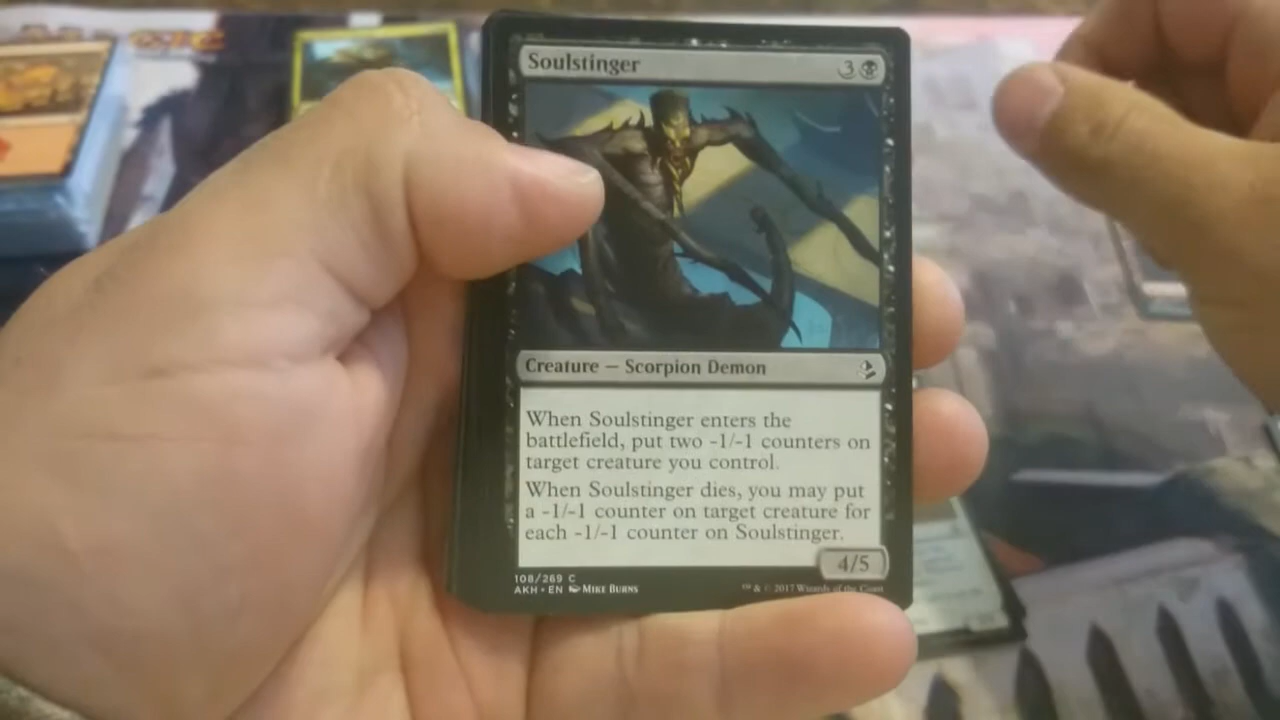 Soulstinger 3
Creature — Scorpion Demon
When Soulstinger enters the
battlefield, put two -1/-1 counters on
target creature you control.
When Soulstinger dies, you may put
a -1/-1 counter on target creature for
each -1/-1 counter on Soulstinger.
4/5
108/269 C
AKH • EN MIKE BURNS
™ & © 2017 Wizards of the Coast